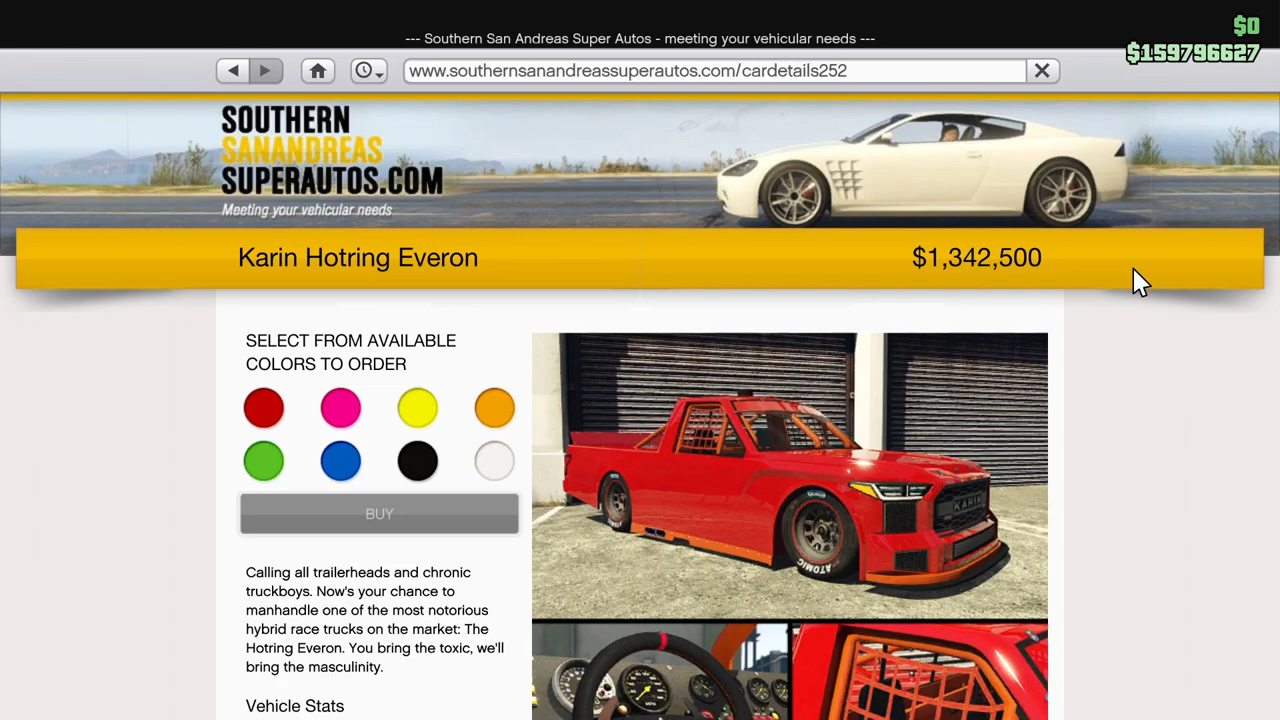 $0
--- Southern San Andreas Super Autos - meeting your vehicular needs ---
$159796627
www.southernsanandreassuperautos.com/cardetails252
SOUTHERN
SANANDREAS
SUPERAUTOS.COM
Meeting your vehicular needs
Karin Hotring Everon
$1,342,500
SELECT FROM AVAILABLE
COLORS TO ORDER
BUY
Calling all trailerheads and chronic
truckboys. Now's your chance to
manhandle one of the most notorious
hybrid race trucks on the market: The
Hotring Everon. You bring the toxic, we'll
bring the masculinity.
Vehicle Stats
KARIN
ATOMIC